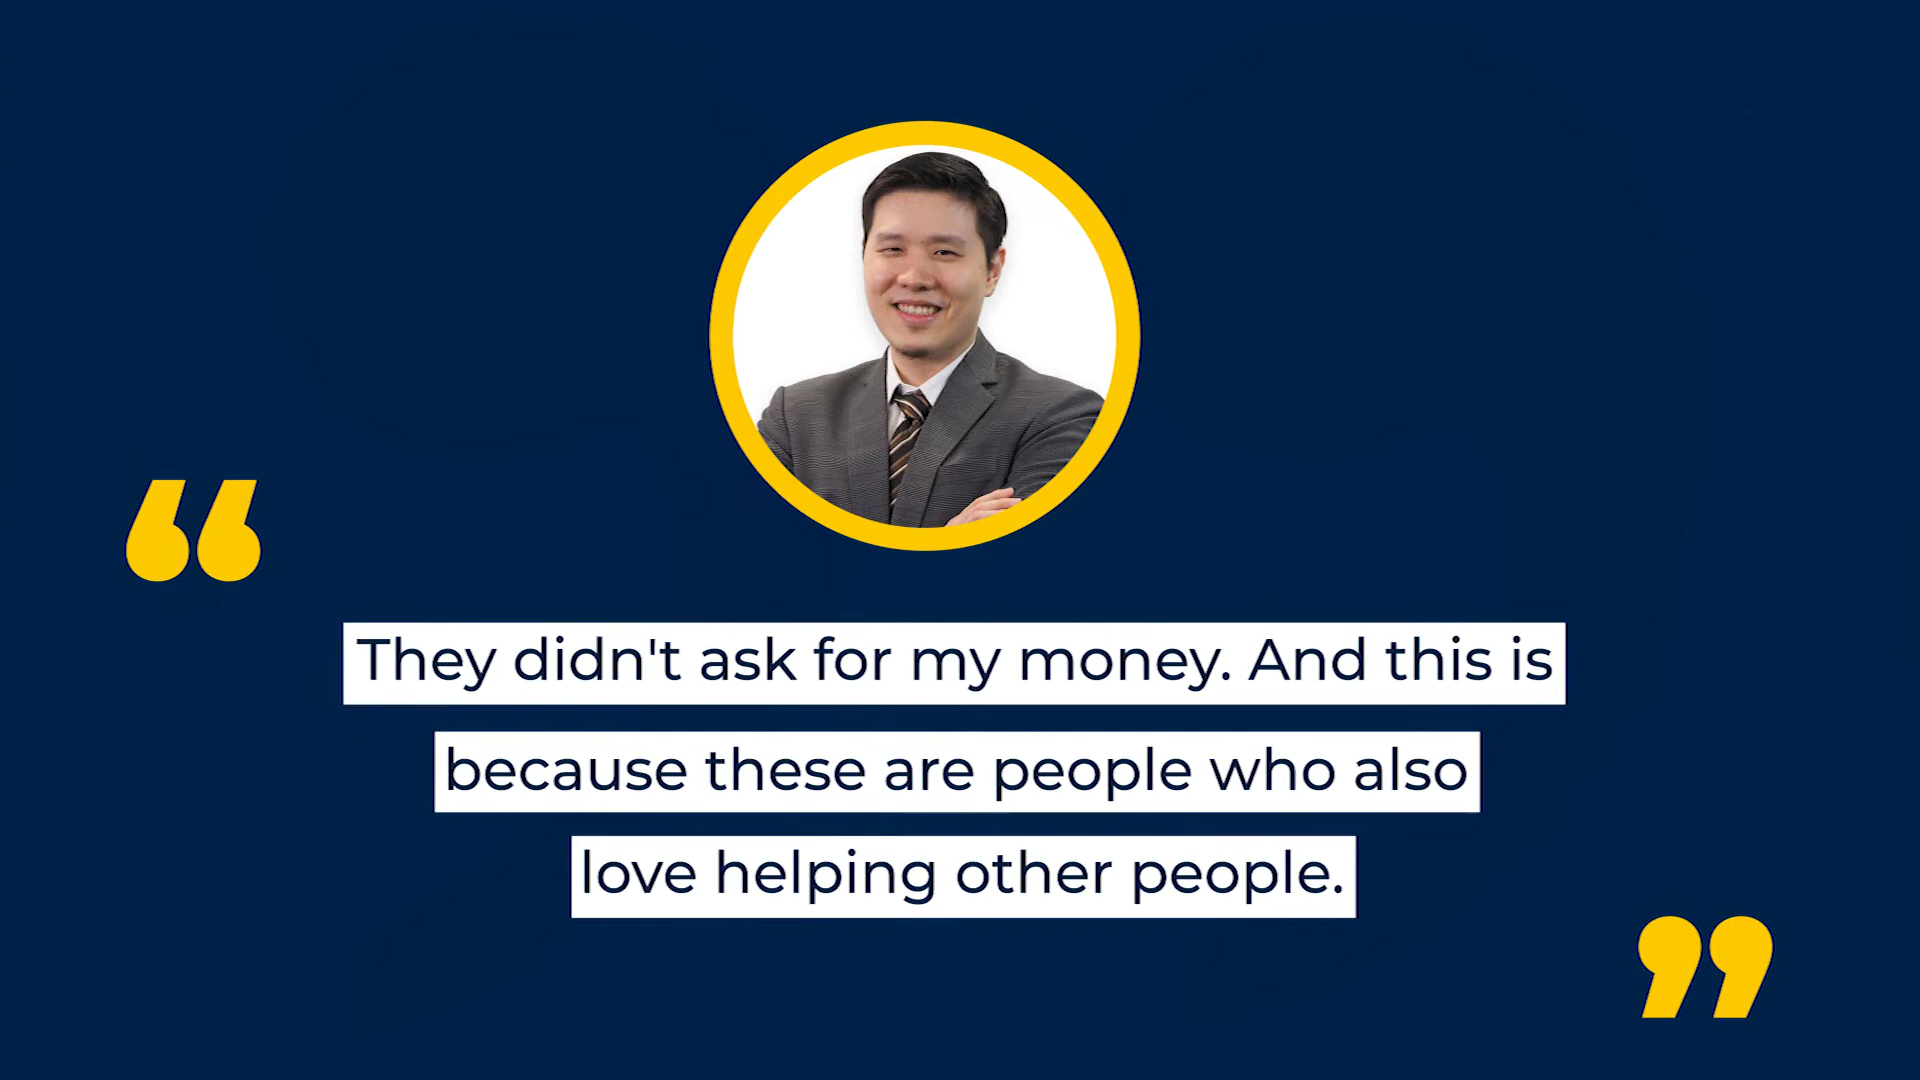 They didn't ask for my money. And this is
because these are people who also
love helping other people.